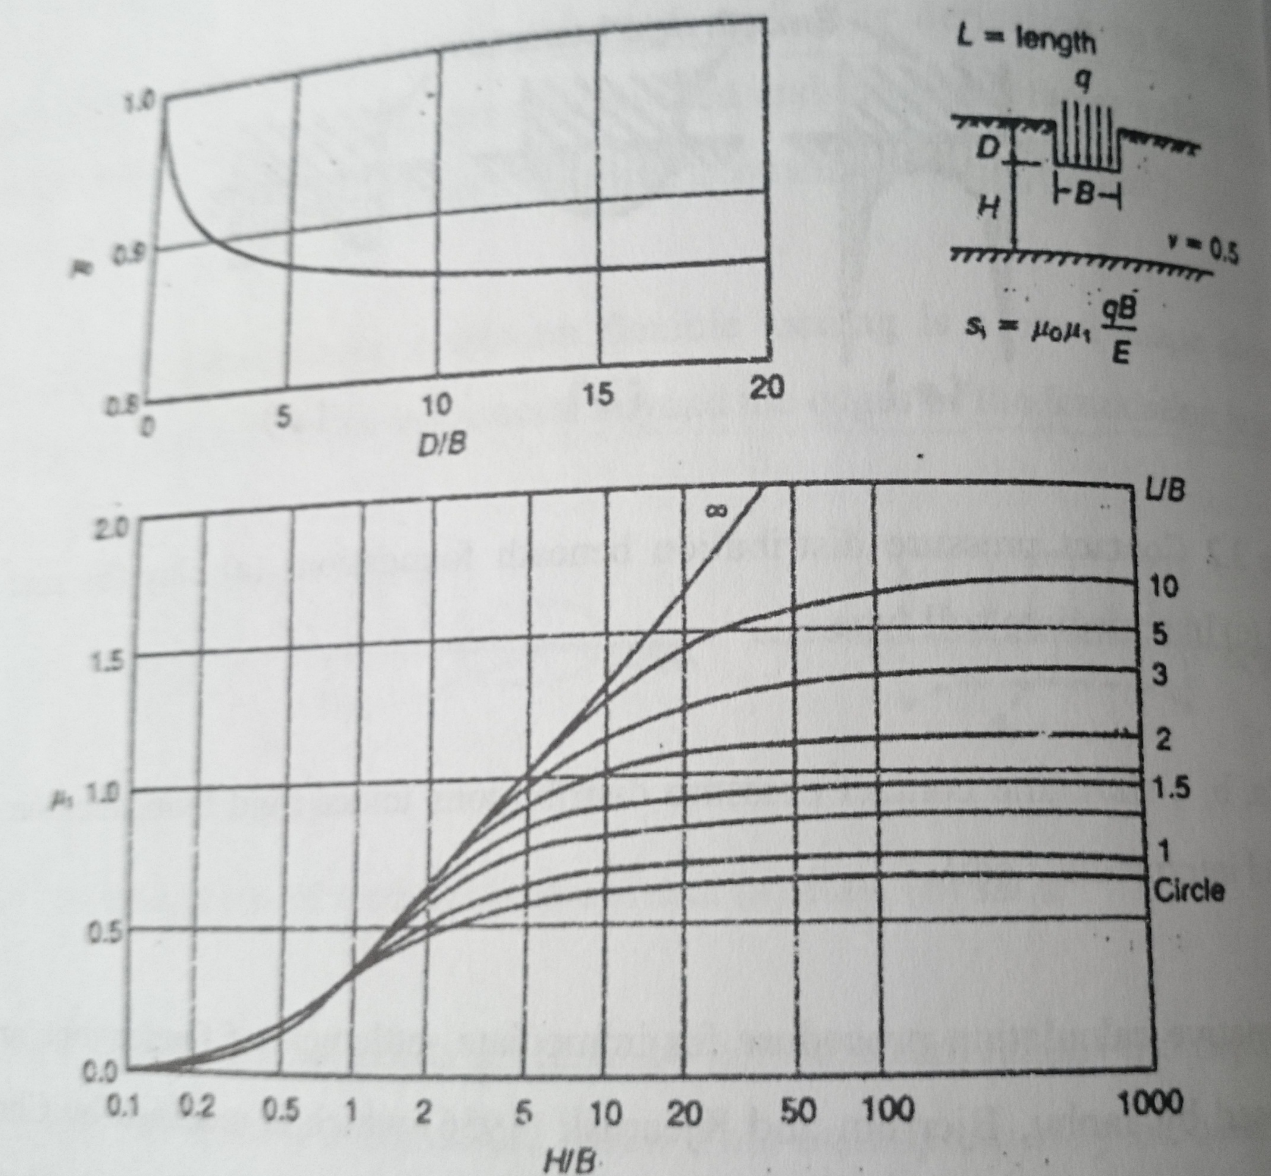 L = length
q
D
B
H
ν = 0.5
sᵢ = μ₀μ₁ qB/E
1.0
0.9
0.8
0 5 10 15 20
D/B
L/B
∞
2.0
1.5
μ₁ 1.0
0.5
0.0
10
5
3
2
1.5
1
Circle
0.1 0.2 0.5 1 2 5 10 20 50 100 1000
H/B